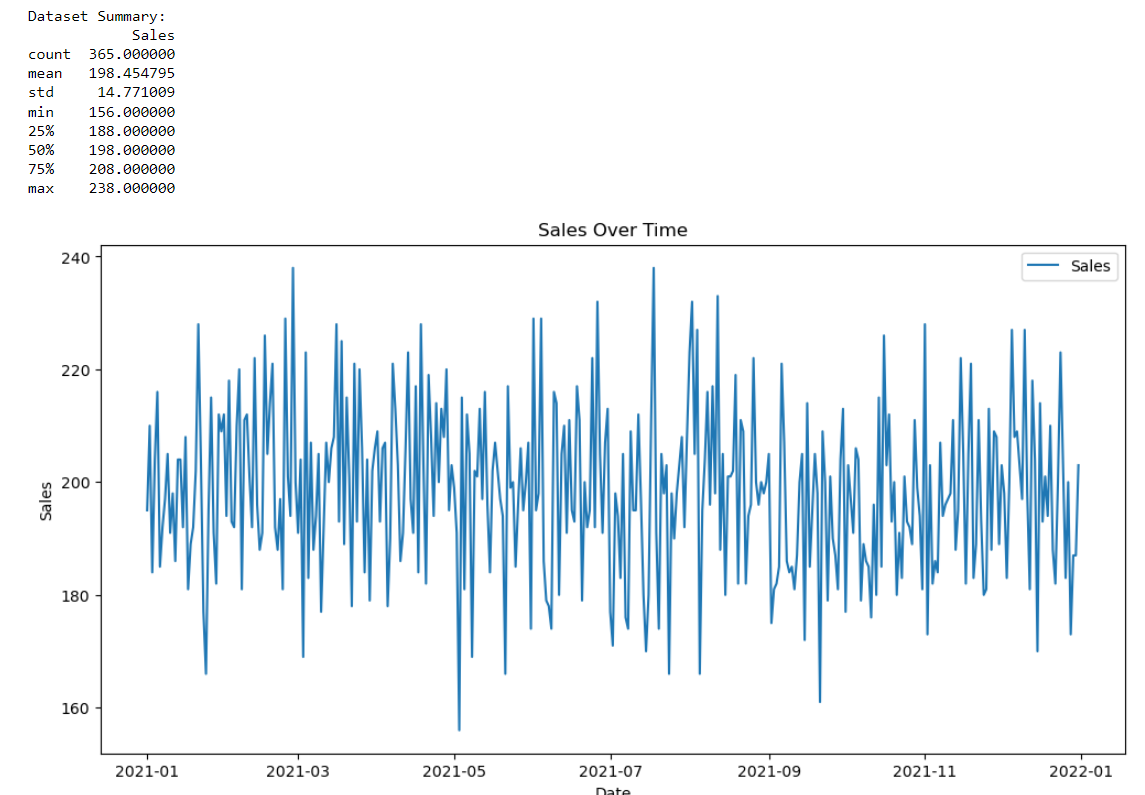 Dataset Summary:
Sales
count 365.000000
mean 198.454795
std 14.771009
min 156.000000
25% 188.000000
50% 198.000000
75% 208.000000
max 238.000000
Sales Over Time
Sales
240
220
200
180
160
Sales
2021-01 2021-03 2021-05 2021-07 2021-09 2021-11 2022-01
Date